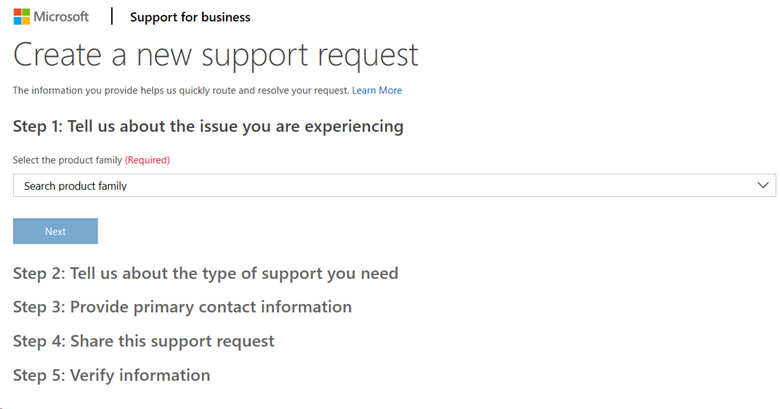 Microsoft | Support for business
Create a new support request
The information you provide helps us quickly route and resolve your request. Learn More
Step 1: Tell us about the issue you are experiencing
Select the product family (Required)
Search product family
Next
Step 2: Tell us about the type of support you need
Step 3: Provide primary contact information
Step 4: Share this support request
Step 5: Verify information